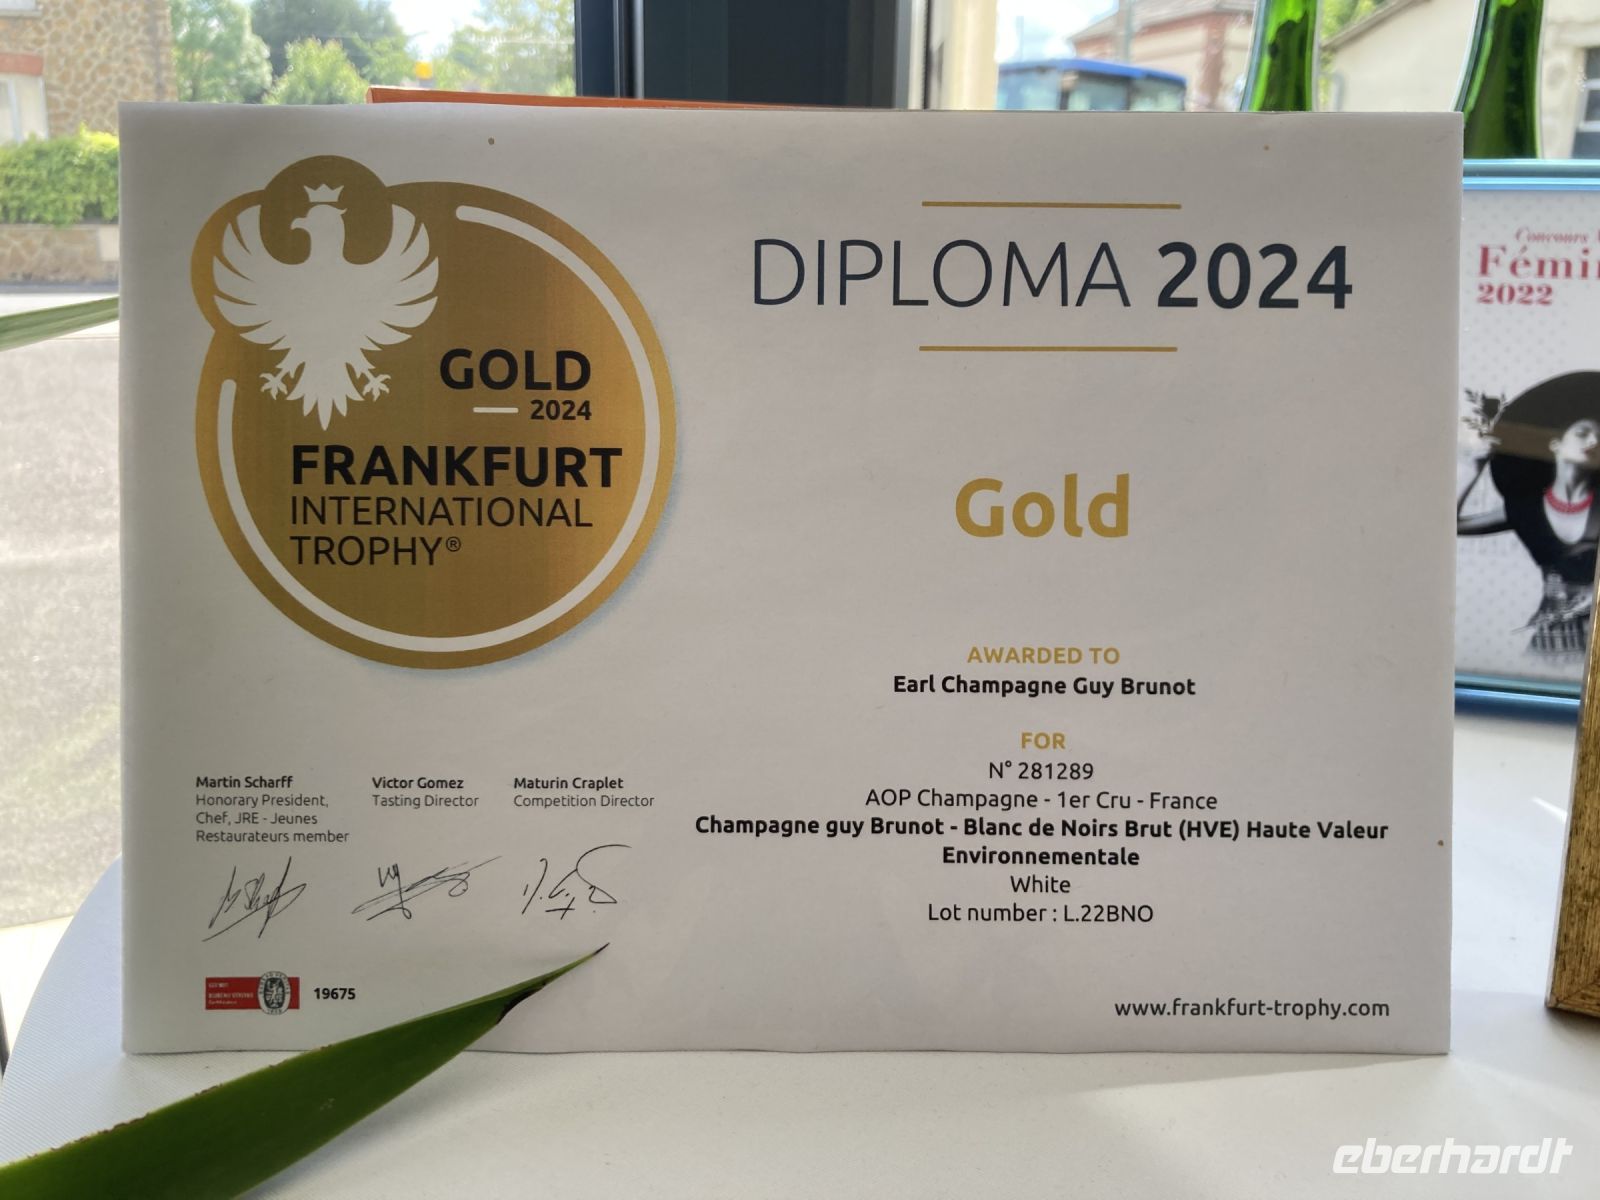 GOLD
2024
FRANKFURT
INTERNATIONAL
TROPHY®
DIPLOMA 2024
Gold
AWARDED TO
Earl Champagne Guy Brunot
FOR
N° 281289
AOP Champagne - 1er Cru - France
Champagne guy Brunot - Blanc de Noirs Brut (HVE) Haute Valeur
Environnementale
White
Lot number : L.22BNO
Martin Scharff
Honorary President,
Chef, JRE - Jeunes
Restaurateurs member
Victor Gomez
Tasting Director
Maturin Craplet
Competition Director
19675
www.frankfurt-trophy.com
Concours
Fémi
2022
eberhardt